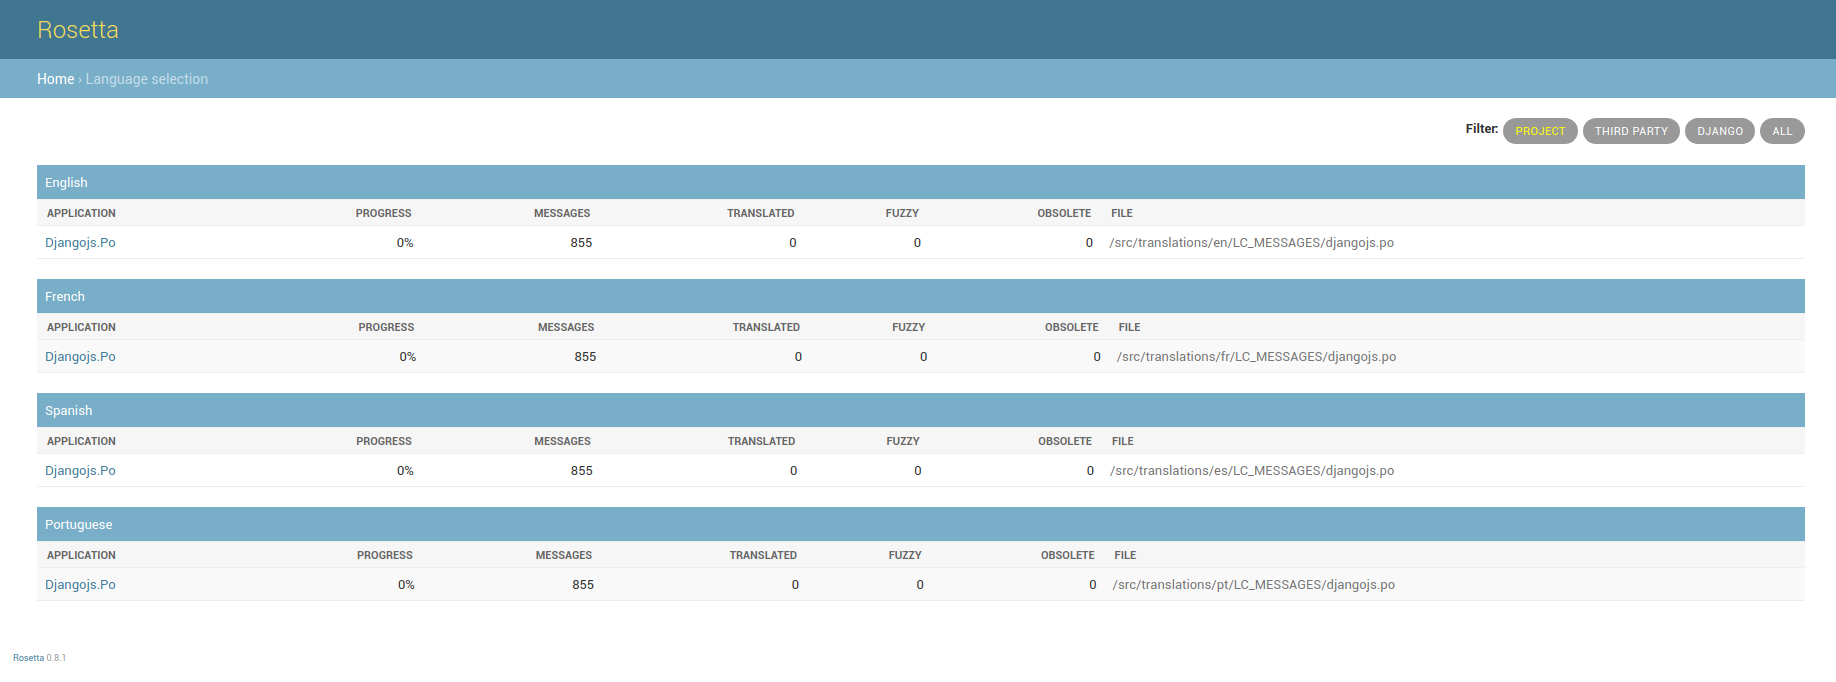 Rosetta
Home › Language selection
Filter: PROJECT THIRD PARTY DJANGO ALL
English
APPLICATION PROGRESS MESSAGES TRANSLATED FUZZY OBSOLETE FILE
Djangojs.Po 0% 855 0 0 0 /src/translations/en/LC_MESSAGES/djangojs.po
French
APPLICATION PROGRESS MESSAGES TRANSLATED FUZZY OBSOLETE FILE
Djangojs.Po 0% 855 0 0 0 /src/translations/fr/LC_MESSAGES/djangojs.po
Spanish
APPLICATION PROGRESS MESSAGES TRANSLATED FUZZY OBSOLETE FILE
Djangojs.Po 0% 855 0 0 0 /src/translations/es/LC_MESSAGES/djangojs.po
Portuguese
APPLICATION PROGRESS MESSAGES TRANSLATED FUZZY OBSOLETE FILE
Djangojs.Po 0% 855 0 0 0 /src/translations/pt/LC_MESSAGES/djangojs.po
Rosetta 0.8.1